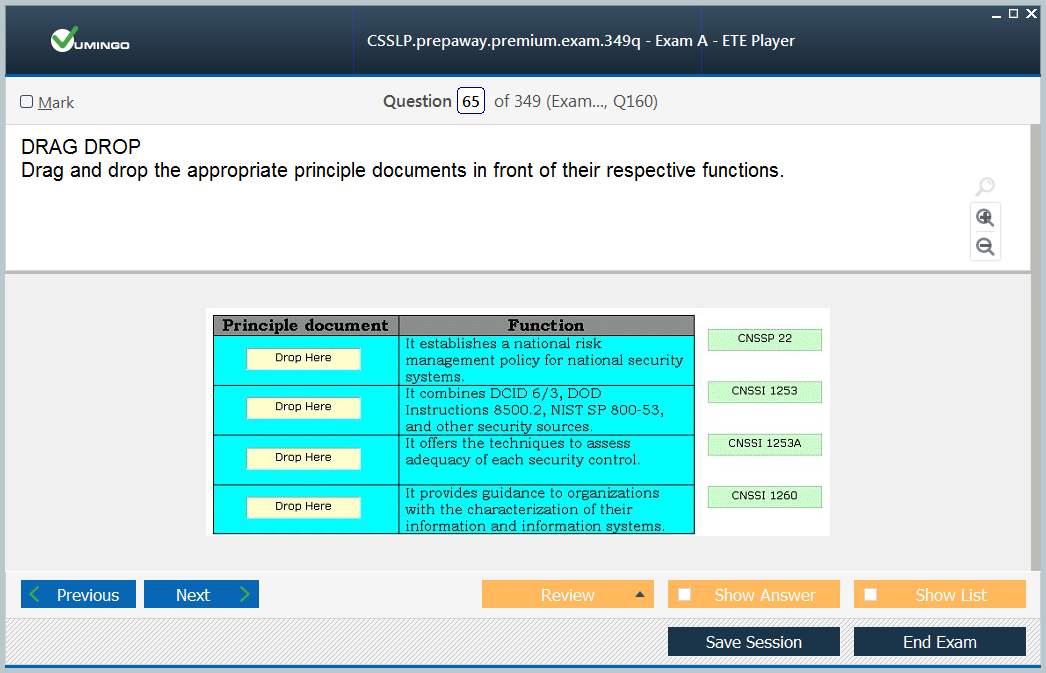 VUMINGO
CSSLP.prepaway.premium.exam.349q - Exam A - ETE Player
Mark
Question 65 of 349 (Exam..., Q160)
DRAG DROP
Drag and drop the appropriate principle documents in front of their respective functions.
Principle document
Function
Drop Here
It establishes a national risk
management policy for national security
systems.
Drop Here
It combines DCID 6/3, DOD
Instructions 8500.2, NIST SP 800-53,
and other security sources.
Drop Here
It offers the techniques to assess
adequacy of each security control.
Drop Here
It provides guidance to organizations
with the characterization of their
information and information systems.
CNSSP 22
CNSSI 1253
CNSSI 1253A
CNSSI 1260
Previous
Next
Review
Show Answer
Show List
Save Session
End Exam